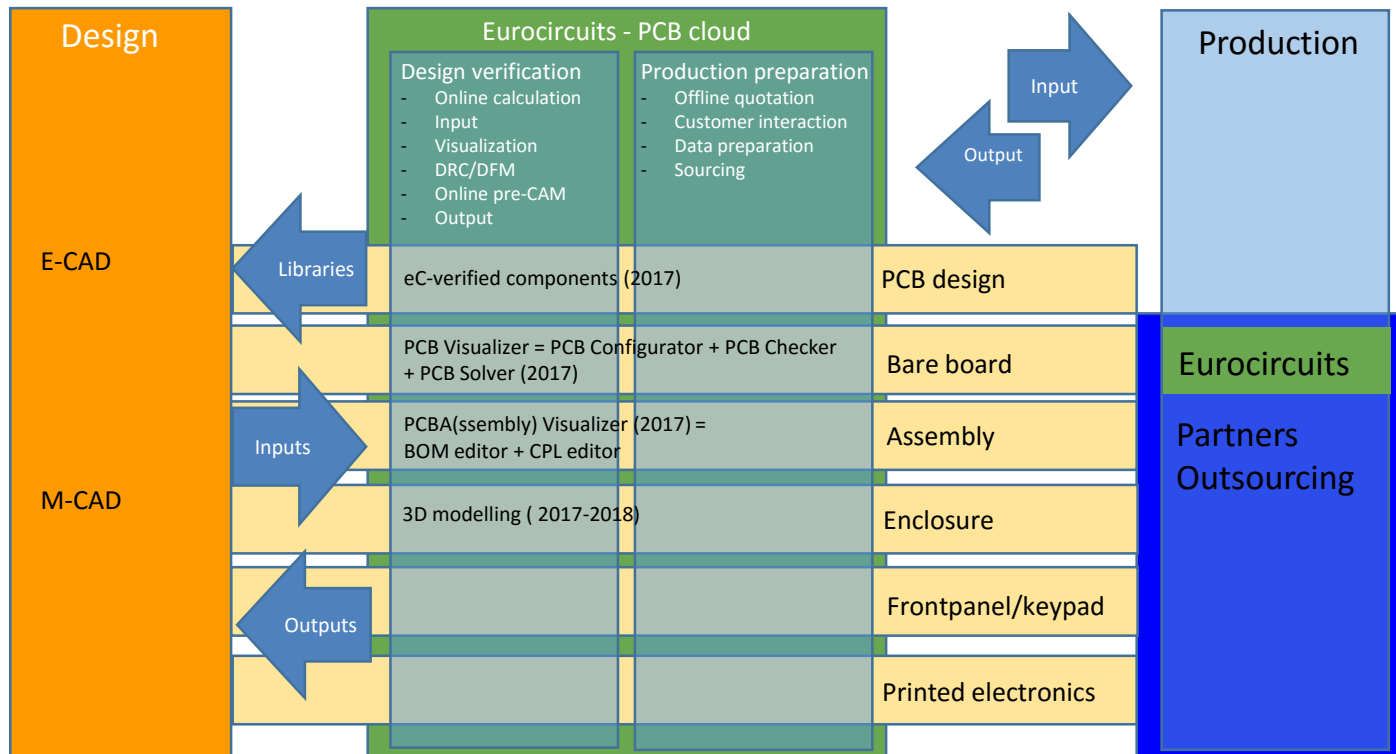 Design
Eurocircuits - PCB cloud
Production
Design verification
- Online calculation
- Input
- Visualization
- DRC/DFM
- Online pre-CAM
- Output
Production preparation
- Offline quotation
- Customer interaction
- Data preparation
- Sourcing
Input
Output
E-CAD
Libraries
eC-verified components (2017)
PCB design
PCB Visualizer = PCB Configurator + PCB Checker
+ PCB Solver (2017)
Bare board
Eurocircuits
Inputs
PCBA(ssembly) Visualizer (2017) =
BOM editor + CPL editor
Assembly
Partners
Outsourcing
M-CAD
3D modelling ( 2017-2018)
Enclosure
Outputs
Frontpanel/keypad
Printed electronics